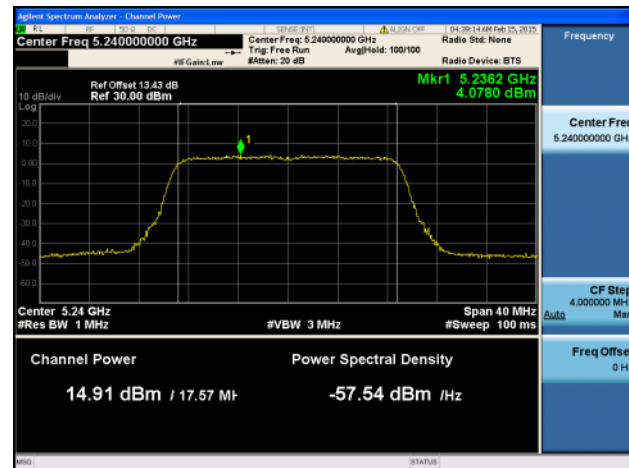 Agilent Spectrum Analyzer - Channel Power
RL RF 50 Ω DC SENSE:INT ALIGN OFF 04:39:14 AM Feb 15, 2015
Center Freq 5.240000000 GHz
Center Freq: 5.240000000 GHz
Radio Std: None
Trig: Free Run Avg|Hold: 100/100
#IFGain:Low #Atten: 20 dB Radio Device: BTS
Frequency
Ref Offset 13.43 dB
10 dB/div Ref 30.00 dBm
Mkr1 5.2362 GHz
4.0780 dBm
Log
20.0
10.0
0.00
-10.0
-20.0
-30.0
-40.0
-50.0
-60.0
1
Center 5.24 GHz Span 40 MHz
#Res BW 1 MHz #VBW 3 MHz #Sweep 100 ms
Channel Power
Power Spectral Density
14.91 dBm / 17.57 MH
-57.54 dBm /Hz
Center Freq
5.240000000 GH
CF Step
4.000000 MH
Auto Ma
Freq Offse
0 H
MSG STATUS